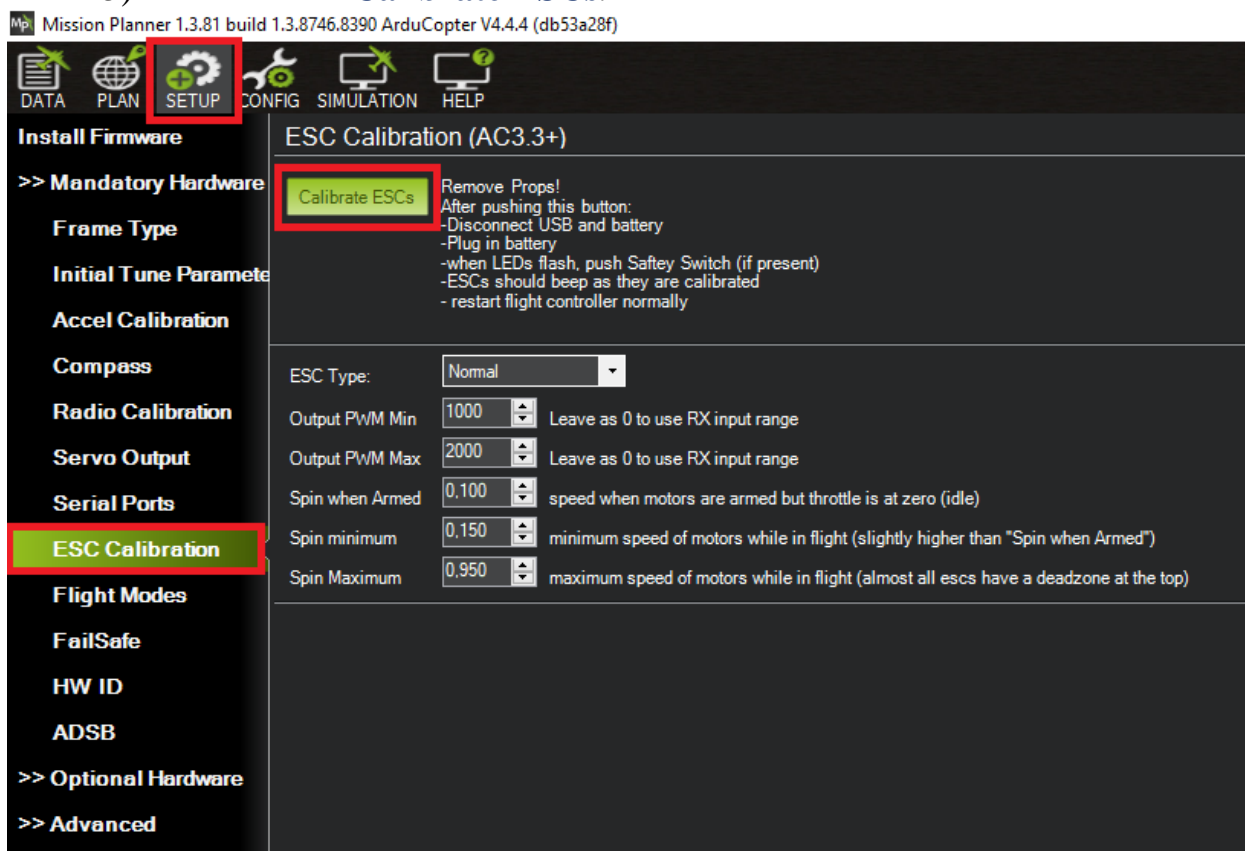 Mission Planner 1.3.81 build 1.3.8746.8390 ArduCopter V4.4.4 (db53a28f)
DATA PLAN SETUP CONFIG SIMULATION HELP
Install Firmware
>> Mandatory Hardware
Frame Type
Initial Tune Paramete
Accel Calibration
Compass
Radio Calibration
Servo Output
Serial Ports
ESC Calibration
Flight Modes
FailSafe
HW ID
ADSB
>> Optional Hardware
>> Advanced
ESC Calibration (AC3.3+)
Calibrate ESCs
Remove Props!
After pushing this button:
-Disconnect USB and battery
-Plug in battery
-when LEDs flash, push Saftey Switch (if present)
-ESCs should beep as they are calibrated
- restart flight controller normally
ESC Type: Normal
Output PWM Min 1000 Leave as 0 to use RX input range
Output PWM Max 2000 Leave as 0 to use RX input range
Spin when Armed 0,100 speed when motors are armed but throttle is at zero (idle)
Spin minimum 0,150 minimum speed of motors while in flight (slightly higher than "Spin when Armed")
Spin Maximum 0,950 maximum speed of motors while in flight (almost all escs have a deadzone at the top)